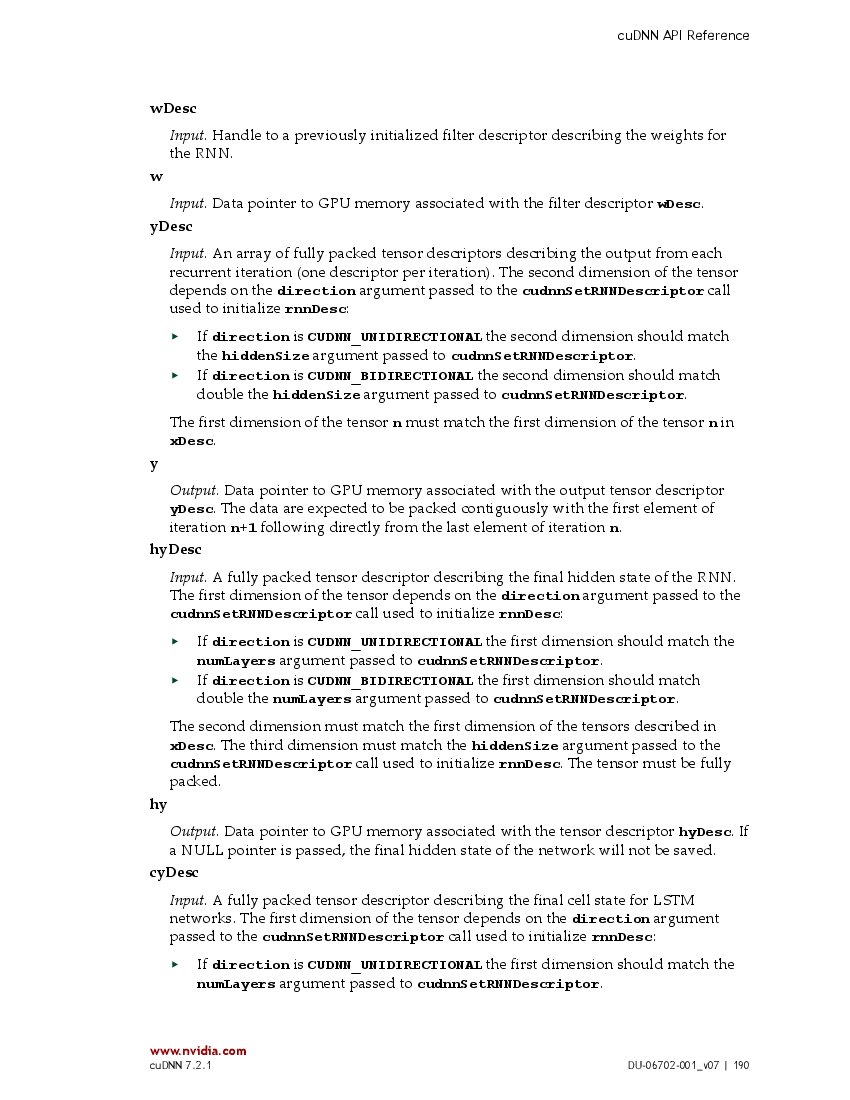 cuDNN API Reference
wDesc
Input. Handle to a previously initialized filter descriptor describing the weights for
the RNN.
w
Input. Data pointer to GPU memory associated with the filter descriptor wDesc.
yDesc
Input. An array of fully packed tensor descriptors describing the output from each
recurrent iteration (one descriptor per iteration). The second dimension of the tensor
depends on the direction argument passed to the cudnnSetRNNDescriptor call
used to initialize rnnDesc:
▸ If direction is CUDNN_UNIDIRECTIONAL the second dimension should match
the hiddenSize argument passed to cudnnSetRNNDescriptor.
▸ If direction is CUDNN_BIDIRECTIONAL the second dimension should match
double the hiddenSize argument passed to cudnnSetRNNDescriptor.
The first dimension of the tensor n must match the first dimension of the tensor n in
xDesc.
y
Output. Data pointer to GPU memory associated with the output tensor descriptor
yDesc. The data are expected to be packed contiguously with the first element of
iteration n+1 following directly from the last element of iteration n.
hyDesc
Input. A fully packed tensor descriptor describing the final hidden state of the RNN.
The first dimension of the tensor depends on the direction argument passed to the
cudnnSetRNNDescriptor call used to initialize rnnDesc:
▸ If direction is CUDNN_UNIDIRECTIONAL the first dimension should match the
numLayers argument passed to cudnnSetRNNDescriptor.
▸ If direction is CUDNN_BIDIRECTIONAL the first dimension should match
double the numLayers argument passed to cudnnSetRNNDescriptor.
The second dimension must match the first dimension of the tensors described in
xDesc. The third dimension must match the hiddenSize argument passed to the
cudnnSetRNNDescriptor call used to initialize rnnDesc. The tensor must be fully
packed.
hy
Output. Data pointer to GPU memory associated with the tensor descriptor hyDesc. If
a NULL pointer is passed, the final hidden state of the network will not be saved.
cyDesc
Input. A fully packed tensor descriptor describing the final cell state for LSTM
networks. The first dimension of the tensor depends on the direction argument
passed to the cudnnSetRNNDescriptor call used to initialize rnnDesc:
▸ If direction is CUDNN_UNIDIRECTIONAL the first dimension should match the
numLayers argument passed to cudnnSetRNNDescriptor.
www.nvidia.com
cuDNN 7.2.1 DU-06702-001_v07 | 190